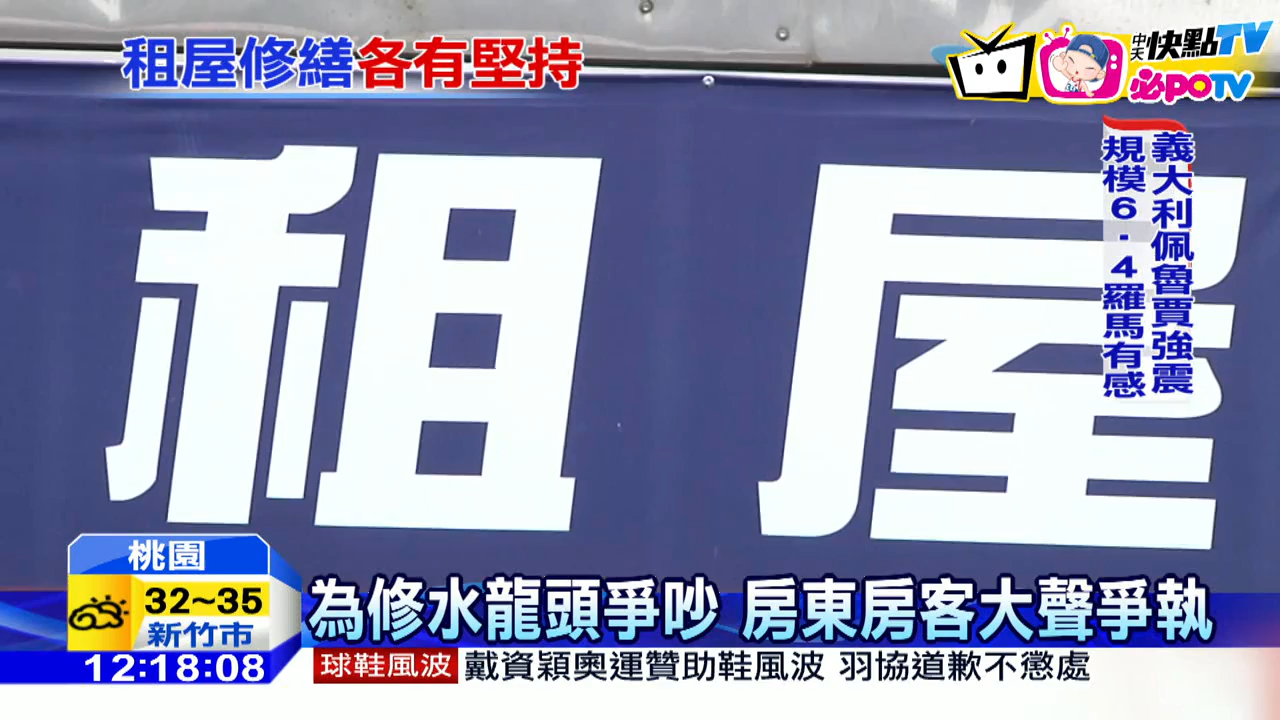 租屋修繕各有堅持
中天快點TV
必POTV
義大利佩魯賈強震
規模6.4羅馬有感
租屋
桃園
32~35
新竹市
12:18:08
為修水龍頭爭吵 房東房客大聲爭執
球鞋風波 戴資穎奧運贊助鞋風波 羽協道歉不懲處